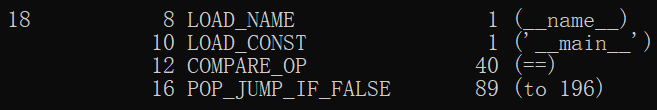 18 8 LOAD_NAME 1 (__name__)
10 LOAD_CONST 1 ('__main__')
12 COMPARE_OP 40 (==)
16 POP_JUMP_IF_FALSE 89 (to 196)